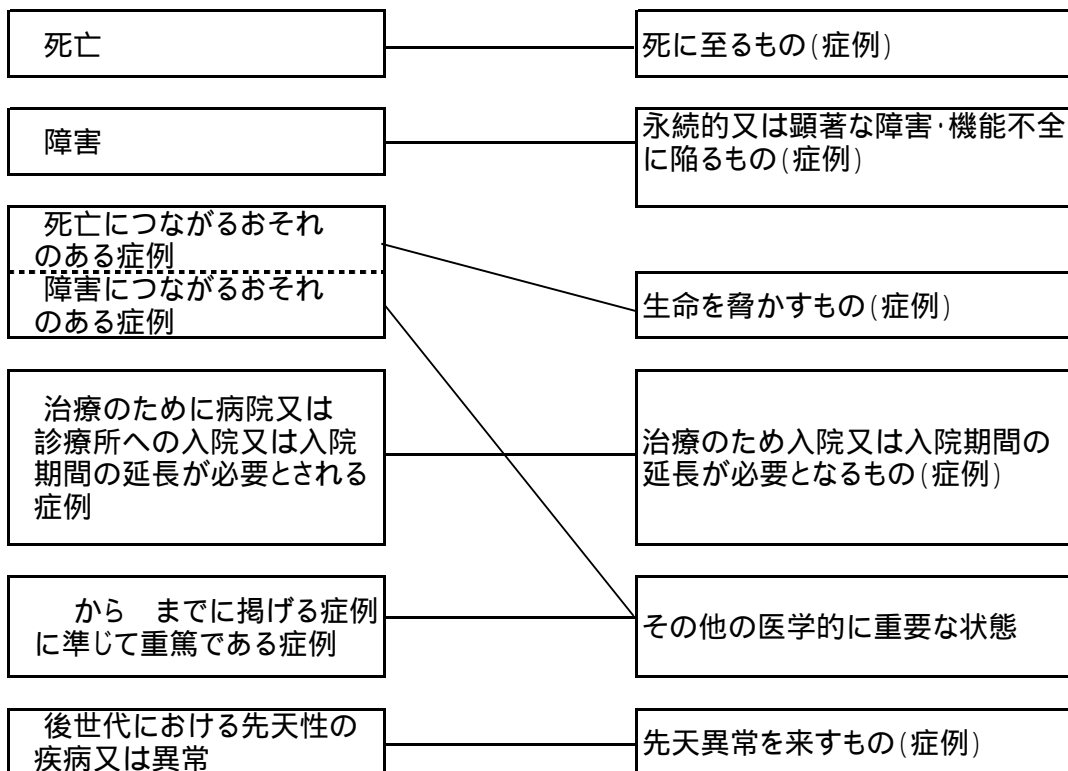 死亡
死に至るもの(症例)
障害
永続的又は顕著な障害·機能不全
に陥るもの(症例)
死亡につながるおそれ
のある症例
障害につながるおそれ
のある症例
生命を脅かすもの(症例)
治療のために病院又は
診療所への入院又は入院
期間の延長が必要とされる
症例
治療のため入院又は入院期間の
延長が必要となるもの(症例)
から　までに掲げる症例
に準じて重篤である症例
その他の医学的に重要な状態
後世代における先天性の
疾病又は異常
先天異常を来すもの(症例)